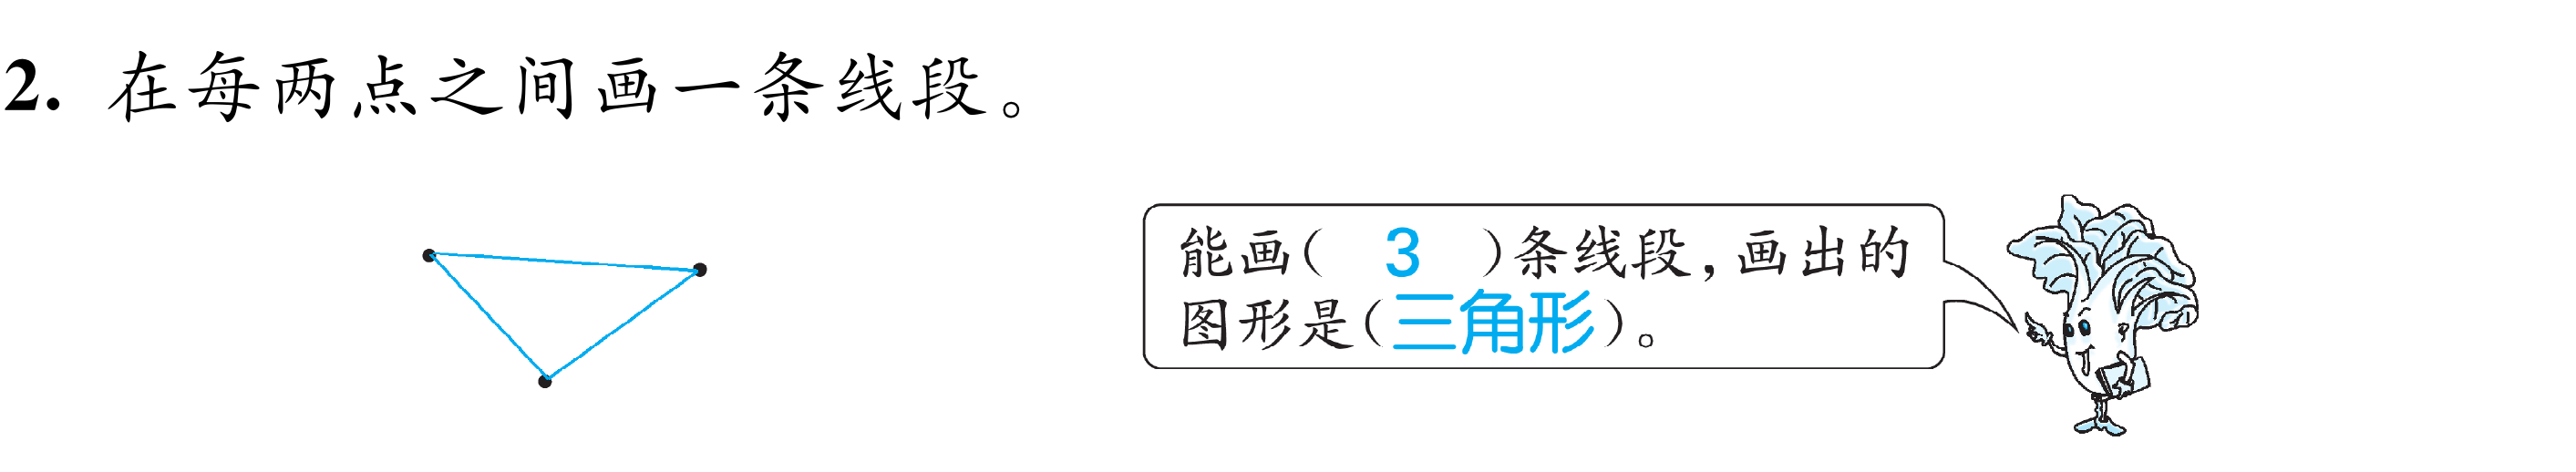 2. 在每两点之间画一条线段。
能画( 3 )条线段,画出的
图形是(三角形)。